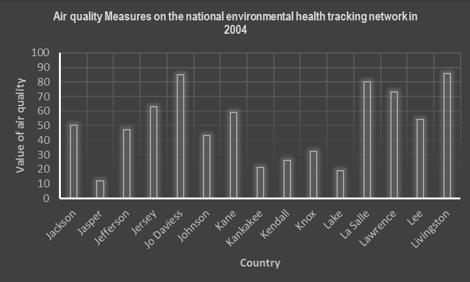 Air quality Measures on the national environmental health tracking network in
2004
Value of air quality
100
90
80
70
60
50
40
30
20
10
0
Jackson
Jasper
Jefferson
Jersey
Jo Daviess
Johnson
Kane
Kankakee
Kendall
Knox
Lake
La Salle
Lawrence
Lee
Livingston
Country